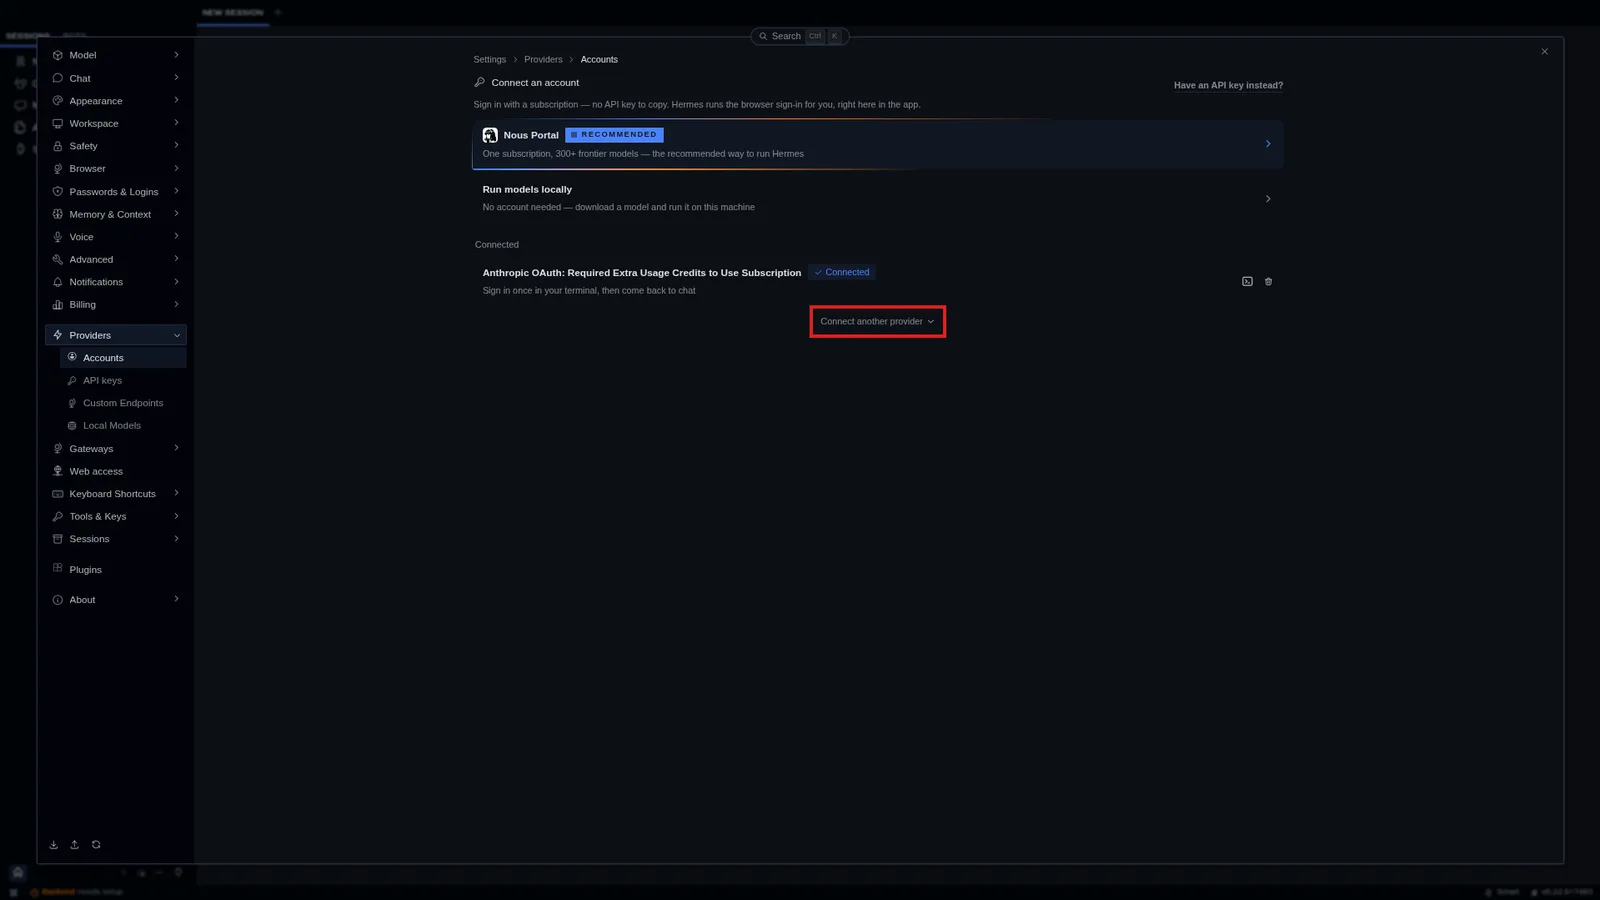 NEW SESSION
SESSIONS
Search Ctrl K
Model
Chat
Appearance
Workspace
Safety
Browser
Passwords & Logins
Memory & Context
Voice
Advanced
Notifications
Billing
Providers
Accounts
API keys
Custom Endpoints
Local Models
Gateways
Web access
Keyboard Shortcuts
Tools & Keys
Sessions
Plugins
About
Settings > Providers > Accounts
Connect an account
Have an API key instead?
Sign in with a subscription — no API key to copy. Hermes runs the browser sign-in for you, right here in the app.
Nous Portal RECOMMENDED
One subscription, 300+ frontier models — the recommended way to run Hermes
Run models locally
No account needed — download a model and run it on this machine
Connected
Anthropic OAuth: Required Extra Usage Credits to Use Subscription Connected
Sign in once in your terminal, then come back to chat
Connect another provider
Backend needs setup